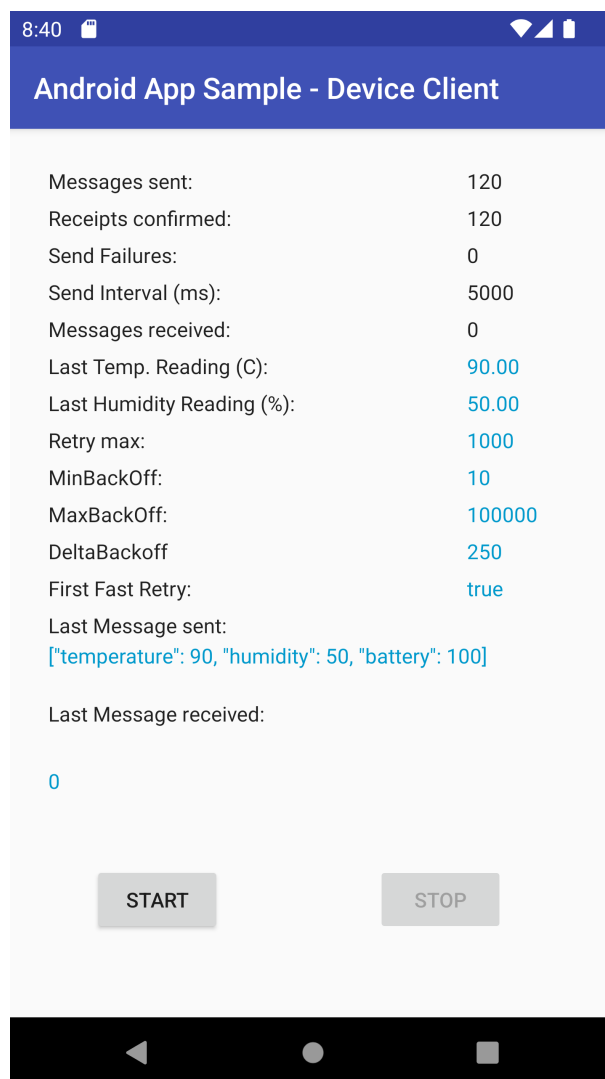 8:40
Android App Sample - Device Client
Messages sent: 120
Receipts confirmed: 120
Send Failures: 0
Send Interval (ms): 5000
Messages received: 0
Last Temp. Reading (C): 90.00
Last Humidity Reading (%): 50.00
Retry max: 1000
MinBackOff: 10
MaxBackOff: 100000
DeltaBackoff 250
First Fast Retry: true
Last Message sent:
["temperature": 90, "humidity": 50, "battery": 100]
Last Message received:
0
START STOP